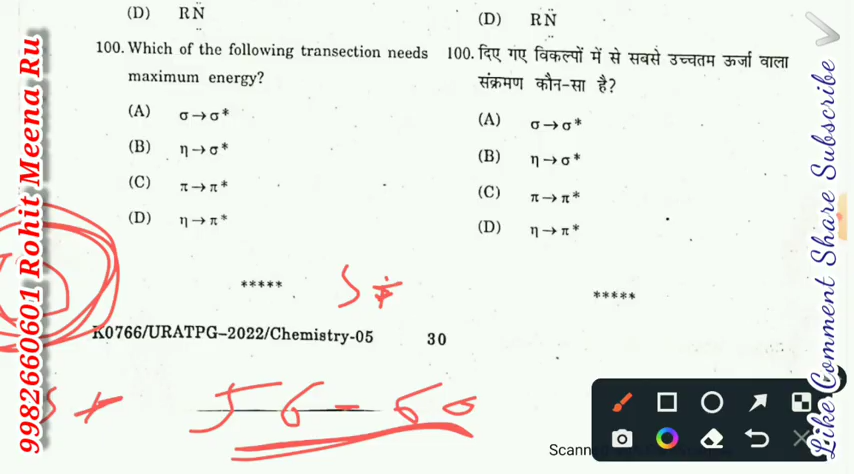 (D) RN̈
100. Which of the following transection needs
maximum energy?
(A) σ→σ*
(B) η→σ*
(C) π→π*
(D) η→π*
*****
K0766/URATPG–2022/Chemistry-05
30
(D) RN̈
100. दिए गए विकल्पों में से सबसे उच्चतम ऊर्जा वाला
संक्रमण कौन-सा है?
(A) σ→σ*
(B) η→σ*
(C) π→π*
(D) η→π*
*****
56-60
Scann
9982660601 Rohit Meena Ru
Like Comment Share Subscribe